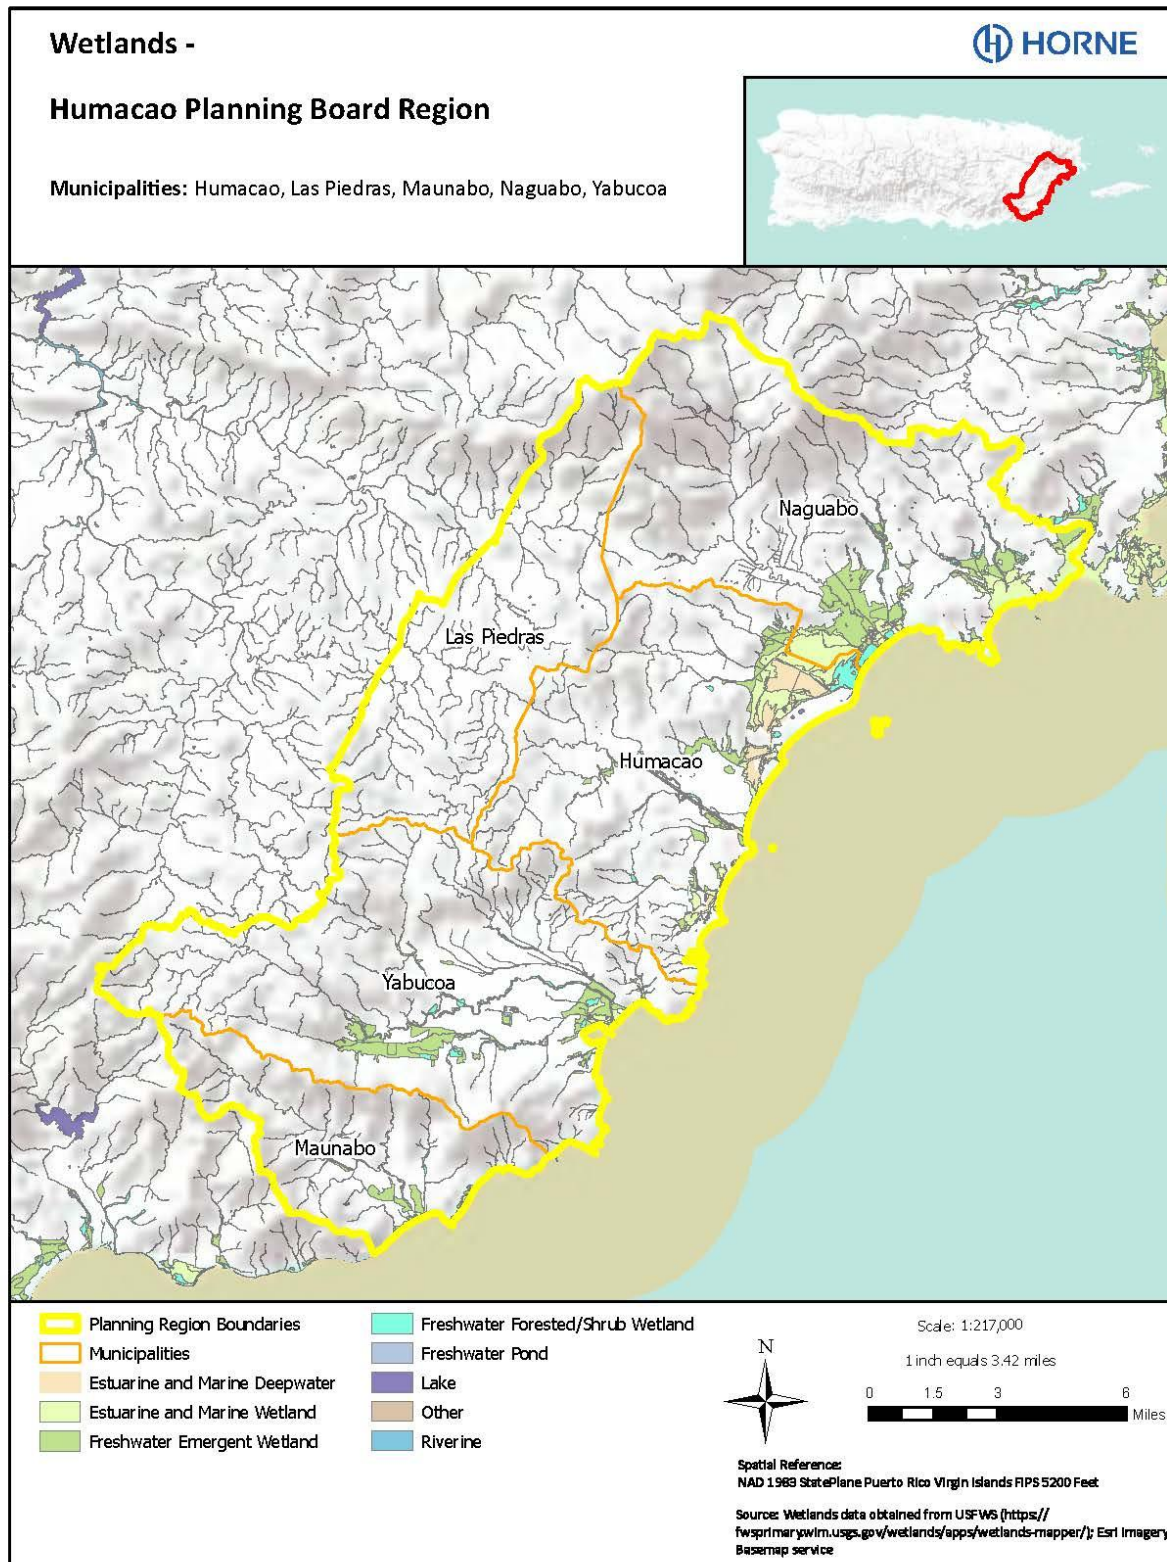 Wetlands -
HORNE
Humacao Planning Board Region
Municipalities: Humacao, Las Piedras, Maunabo, Naguabo, Yabucoa
Naguabo
Las Piedras
Humacao
Yabucoa
Maunabo
Planning Region Boundaries
Municipalities
Estuarine and Marine Deepwater
Estuarine and Marine Wetland
Freshwater Emergent Wetland
Freshwater Forested/Shrub Wetland
Freshwater Pond
Lake
Other
Riverine
N
Scale: 1:217,000
1 inch equals 3.42 miles
0 1.5 3 6
Miles
Spatial Reference:
NAD 1983 StatePlane Puerto Rico Virgin Islands FIPS 5200 Feet
Source: Wetlands data obtained from USFWS (https://
fwsprimary.wim.usgs.gov/wetlands/apps/wetlands-mapper/); Esri Imagery
Basemap service